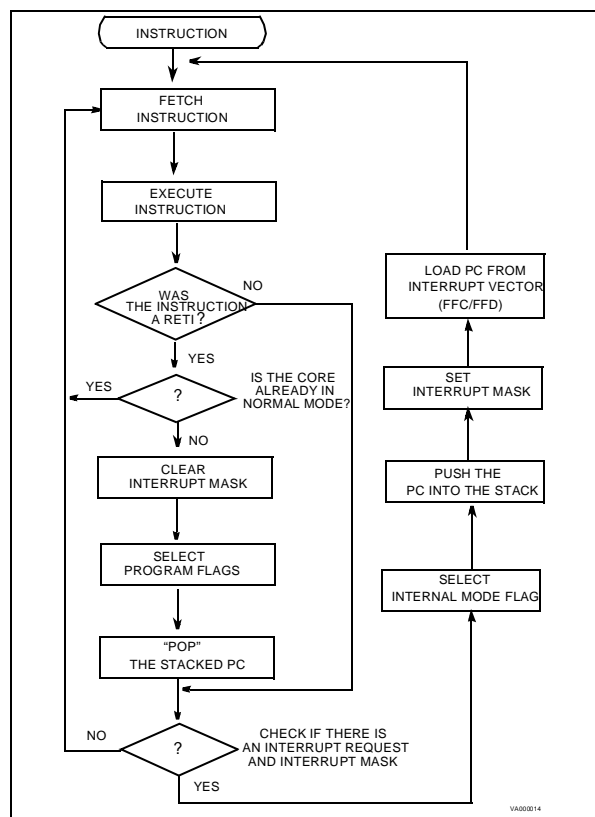 INSTRUCTION
FETCH
INSTRUCTION
EXECUTE
INSTRUCTION
WAS
THE INSTRUCTION
A RETI ?
NO
YES
?
YES
IS THE CORE
ALREADY IN
NORMAL MODE?
NO
CLEAR
INTERRUPT MASK
SELECT
PROGRAM FLAGS
“POP”
THE STACKED PC
NO
?
CHECK IF THERE IS
AN INTERRUPT REQUEST
AND INTERRUPT MASK
YES
SELECT
INTERNAL MODE FLAG
PUSH THE
PC INTO THE STACK
SET
INTERRUPT MASK
LOAD PC FROM
INTERRUPT VECTOR
(FFC/FFD)
VA000014